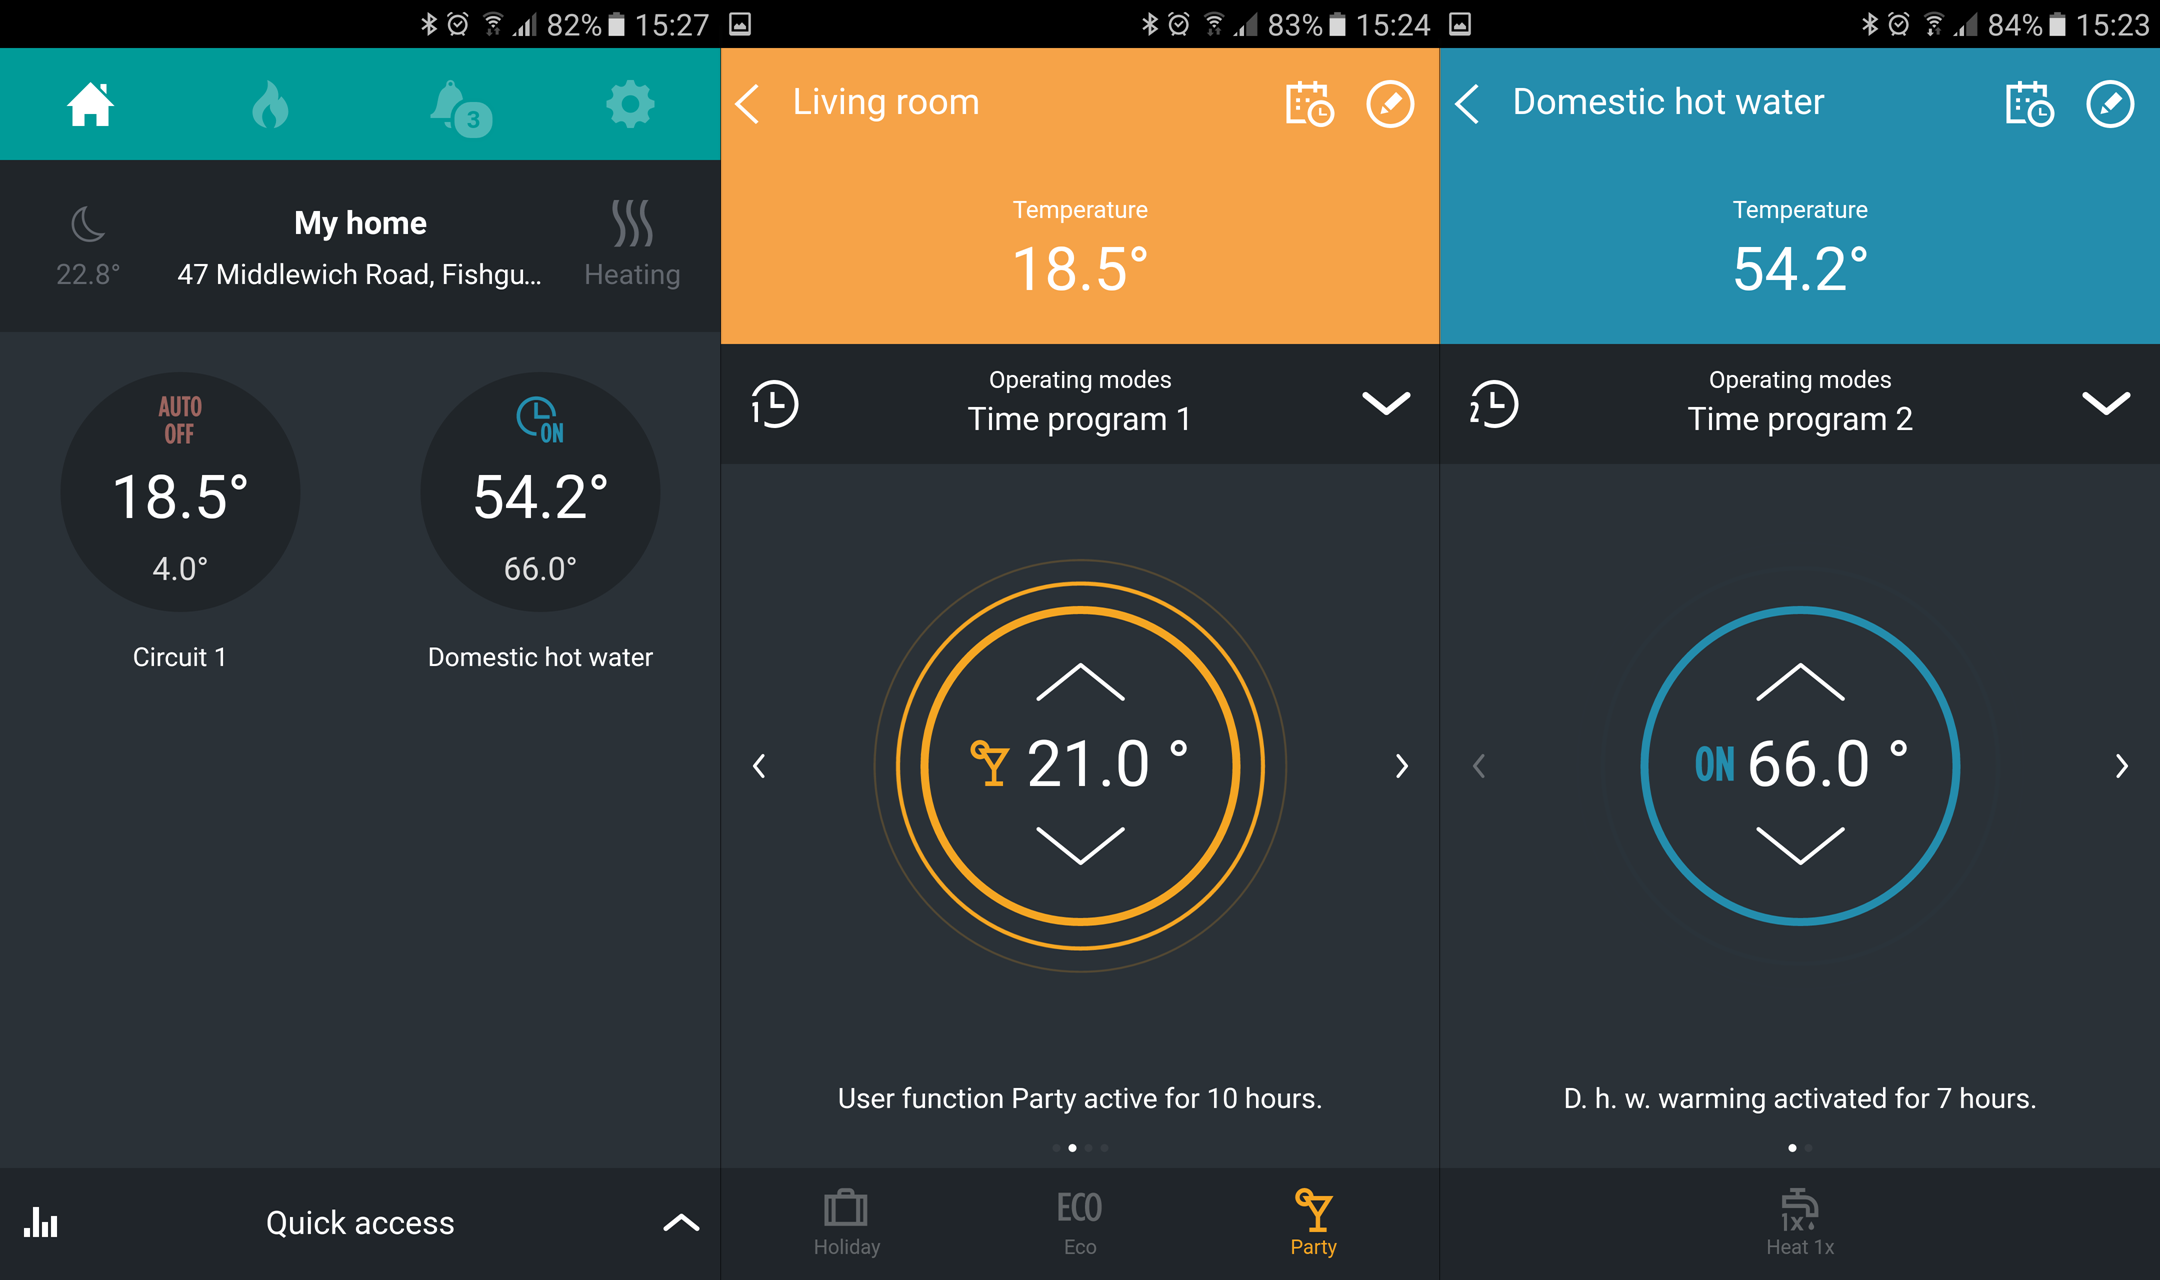 82% 15:27
3
My home
22.8°
47 Middlewich Road, Fishgu...
Heating
AUTO
OFF
18.5°
4.0°
Circuit 1
ON
54.2°
66.0°
Domestic hot water
Quick access
83% 15:24
Living room
Temperature
18.5°
1
Operating modes
Time program 1
21.0 °
User function Party active for 10 hours.
Holiday
ECO
Eco
Party
84% 15:23
Domestic hot water
Temperature
54.2°
2
Operating modes
Time program 2
ON 66.0 °
D. h. w. warming activated for 7 hours.
1x
Heat 1x